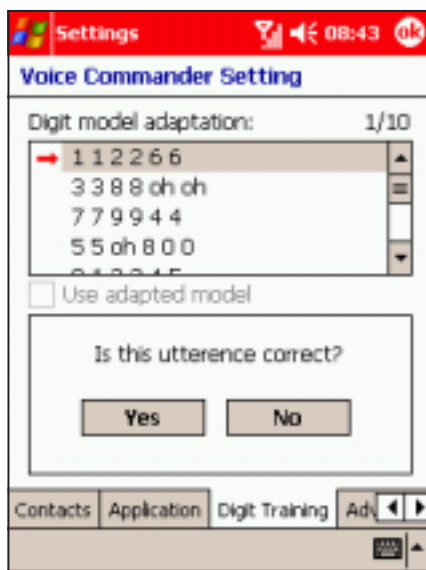 Settings 08:43 ok
Voice Commander Setting
Digit model adaptation: 1/10
1 1 2 2 6 6
3 3 8 8 oh oh
7 7 9 9 4 4
5 5 oh 8 0 0
Use adapted model
Is this utterence correct?
Yes No
Contacts Application Digit Training